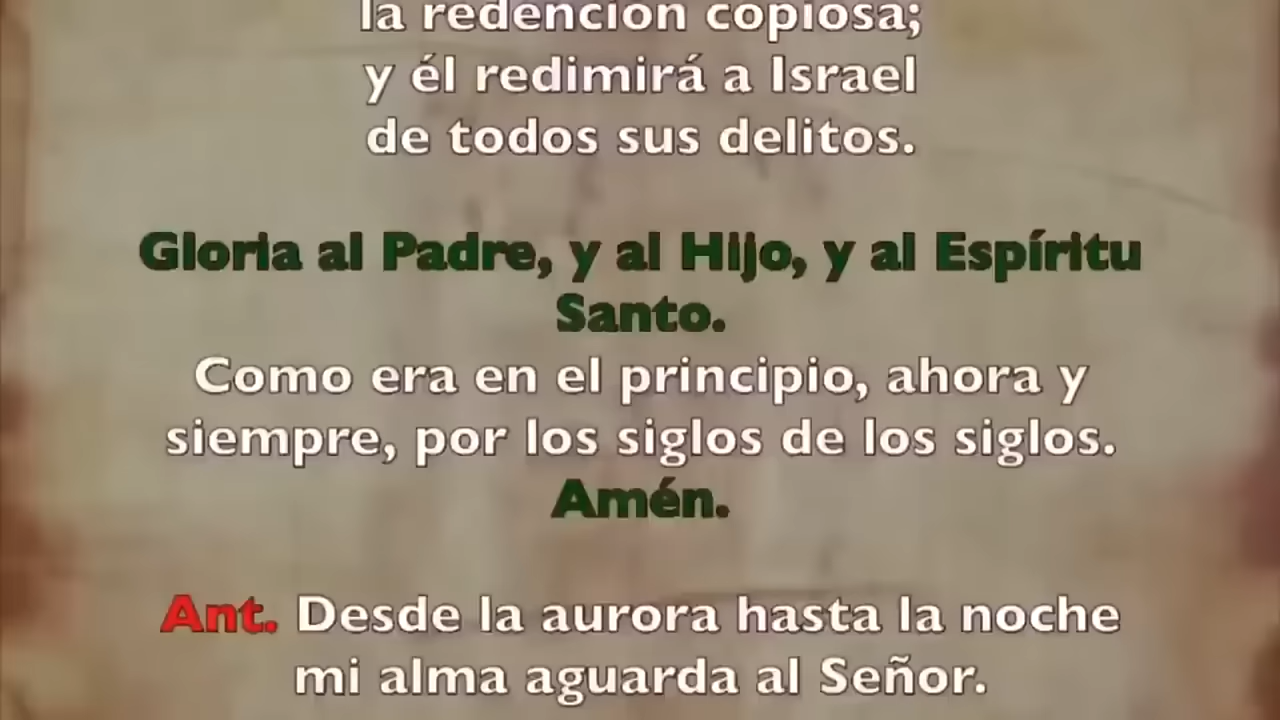 la redención copiosa;
y él redimirá a Israel
de todos sus delitos.
Gloria al Padre, y al Hijo, y al Espíritu
Santo.
Como era en el principio, ahora y
siempre, por los siglos de los siglos.
Amén.
Ant. Desde la aurora hasta la noche
mi alma aguarda al Señor.